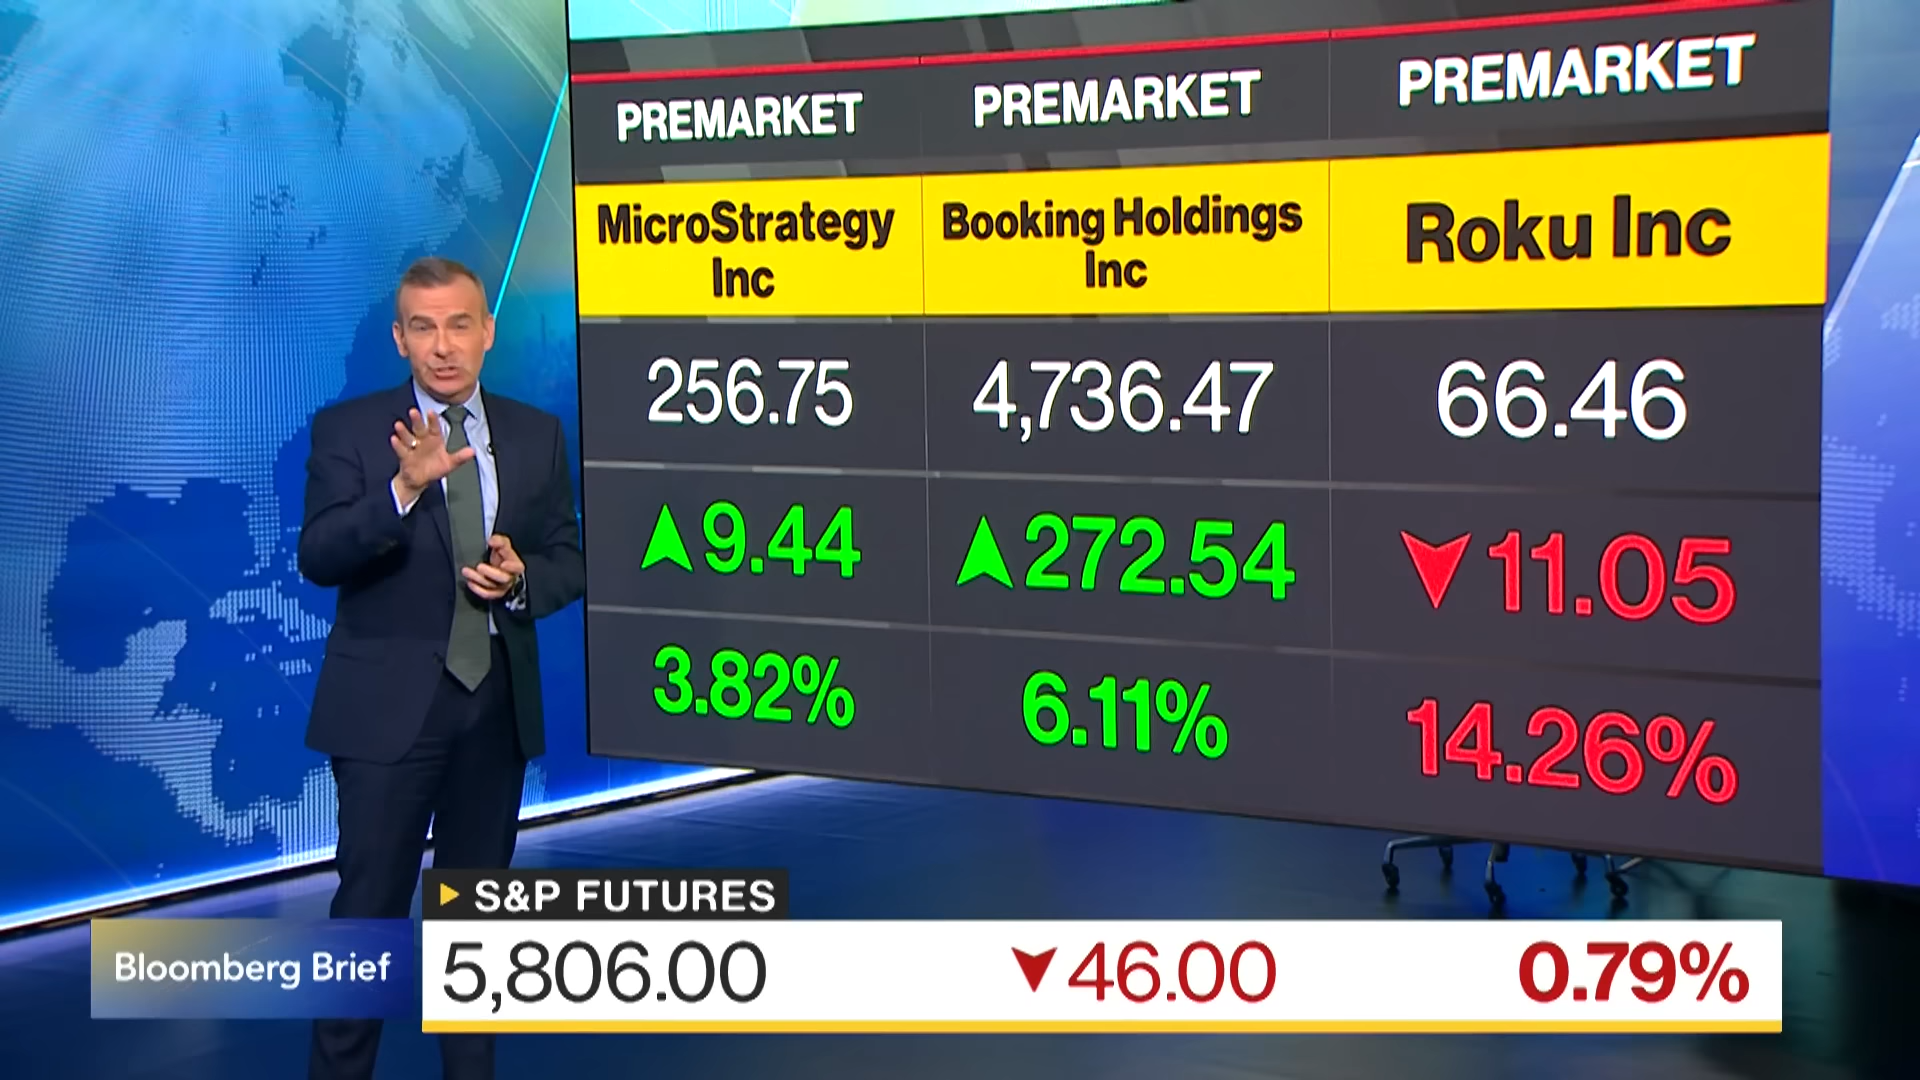 PREMARKET
PREMARKET
PREMARKET
MicroStrategy
Inc
Booking Holdings
Inc
Roku Inc
256.75
4,736.47
66.46
▲9.44
▲272.54
▼11.05
3.82%
6.11%
14.26%
S&P FUTURES
Bloomberg Brief
5,806.00
▼46.00
0.79%